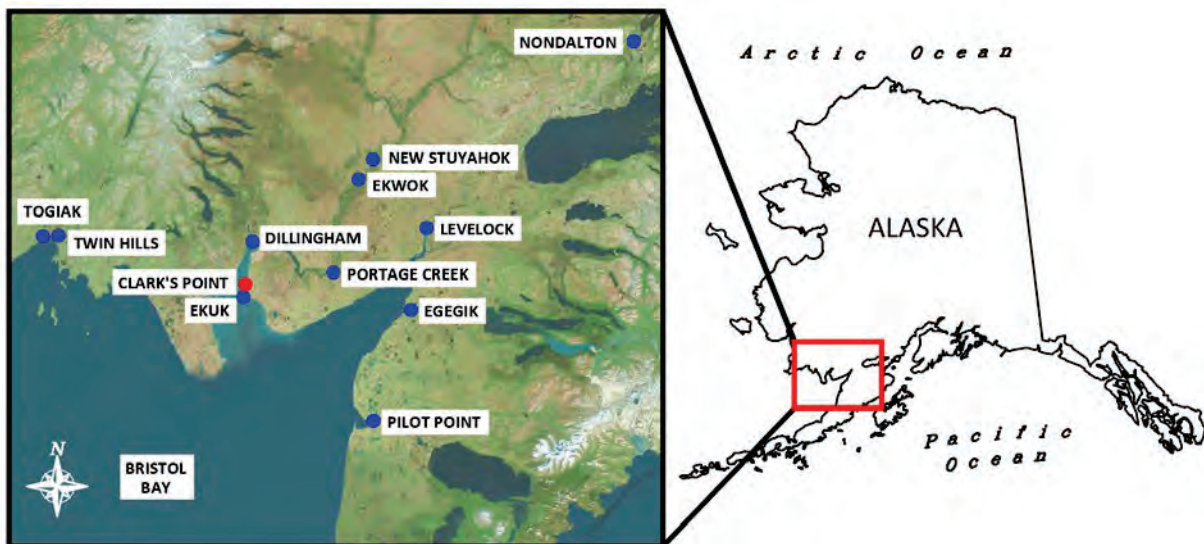 NONDALTON
NEW STUYAHOK
EKWOK
TOGIAK
TWIN HILLS
DILLINGHAM
LEVELOCK
CLARK'S POINT
PORTAGE CREEK
EKUK
EGEGIK
PILOT POINT
N
BRISTOL
BAY
Arctic Ocean
ALASKA
Pacific
Ocean